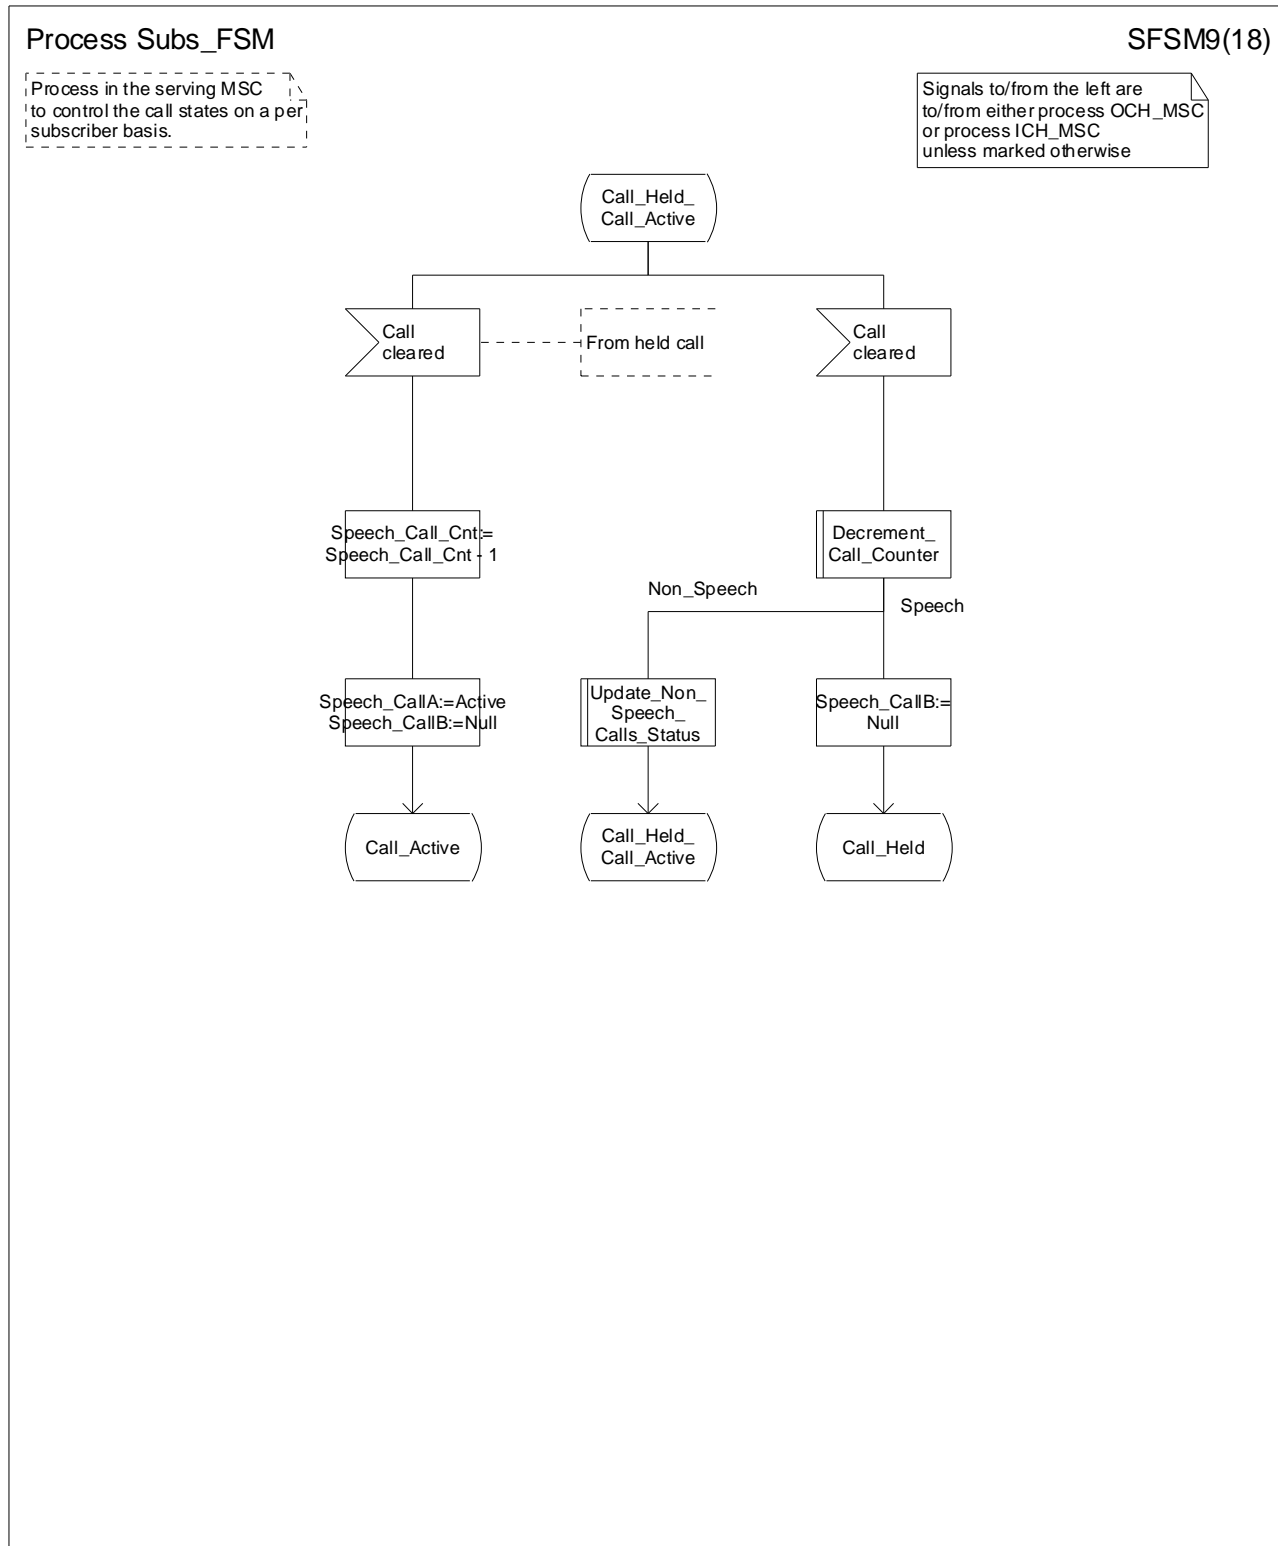 Process Subs_FSM
SFSM9(18)
Process in the serving MSC
to control the call states on a per
subscriber basis.
Signals to/from the left are
to/from either process OCH_MSC
or process ICH_MSC
unless marked otherwise
Call_Held_
Call_Active
Call
cleared
From held call
Call
cleared
Speech_Call_Cnt:=
Speech_Call_Cnt - 1
Decrement_
Call_Counter
Non_Speech
Speech
Speech_CallA:=Active
Speech_CallB:=Null
Update_Non_
Speech_
Calls_Status
Speech_CallB:=
Null
Call_Active
Call_Held_
Call_Active
Call_Held